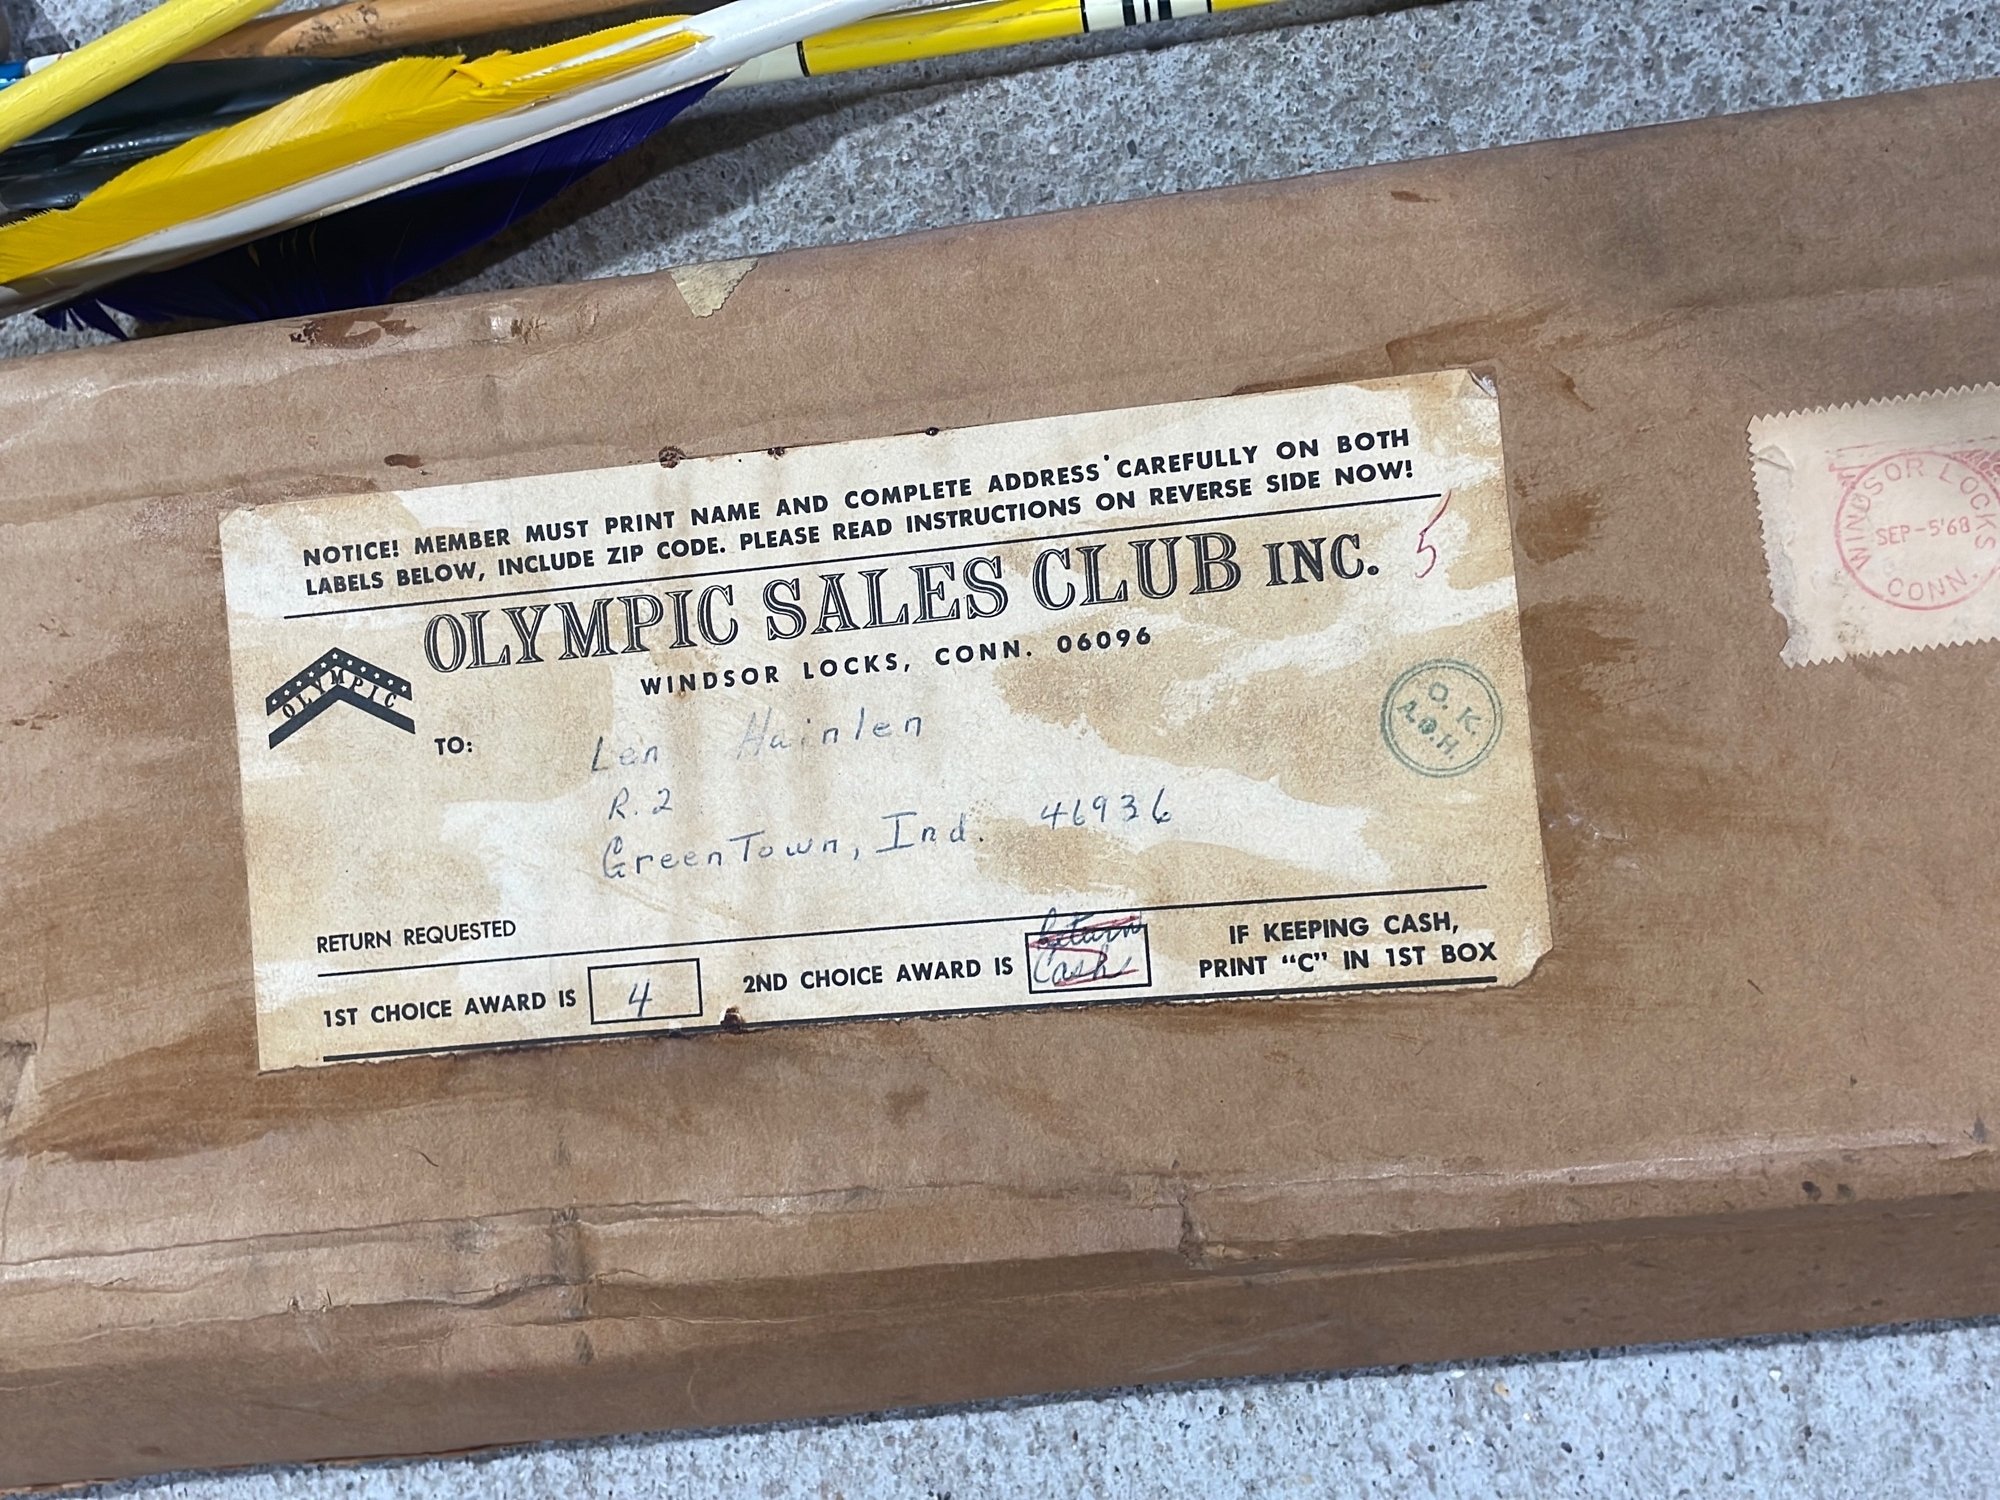 NOTICE! MEMBER MUST PRINT NAME AND COMPLETE ADDRESS CAREFULLY ON BOTH
LABELS BELOW, INCLUDE ZIP CODE. PLEASE READ INSTRUCTIONS ON REVERSE SIDE NOW!
OLYMPIC SALES CLUB INC.
5
WINDSOR LOCKS, CONN. 06096
OLYMPIC
TO:
Len Hainlen
R.2
GreenTown, Ind. 46936
O.K.
A.O.H.
RETURN REQUESTED
1ST CHOICE AWARD IS 4
2ND CHOICE AWARD IS
Return
Cash
IF KEEPING CASH,
PRINT "C" IN 1ST BOX
WINDSOR LOCKS
SEP-5'68
CONN.